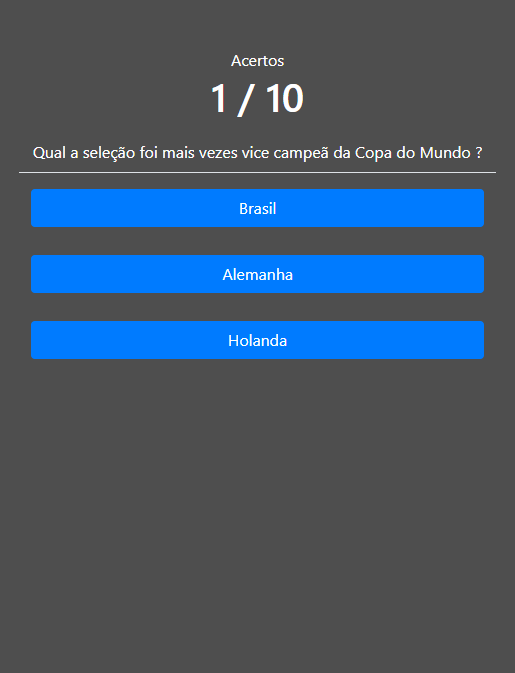 Acertos
1 / 10
Qual a seleção foi mais vezes vice campeã da Copa do Mundo ?
Brasil
Alemanha
Holanda